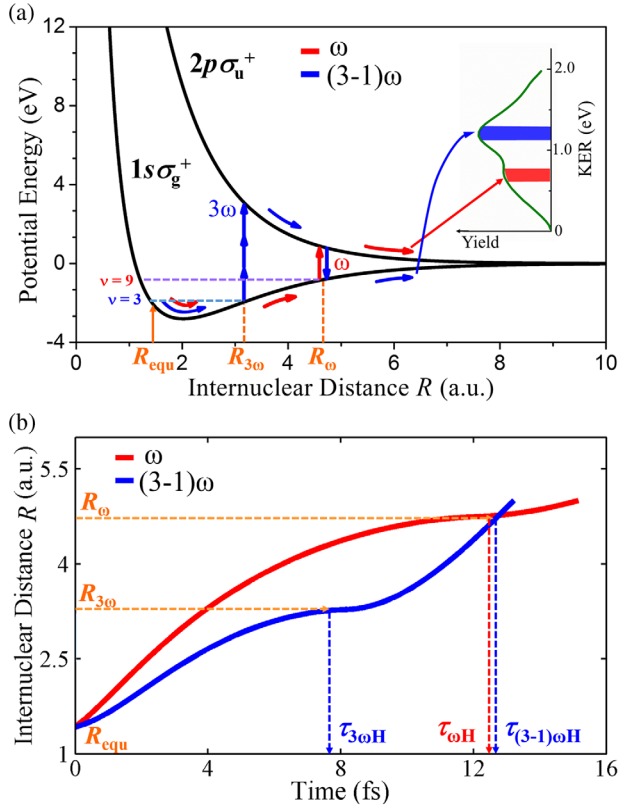 (a)
12
8
4
0
-4
Potential Energy (eV)
2pσu+
1sσg+
ω
(3-1)ω
2.0
1.0
0
KER (eV)
Yield
3ω
ω
ν = 9
ν = 3
Requ
R3ω
Rω
0
2
4
6
8
10
Internuclear Distance R (a.u.)
(b)
ω
(3-1)ω
5.5
4
2.5
1
Internuclear Distance R (a.u.)
Rω
R3ω
Requ
τ3ωH
τωH
τ(3-1)ωH
0
4
8
12
16
Time (fs)